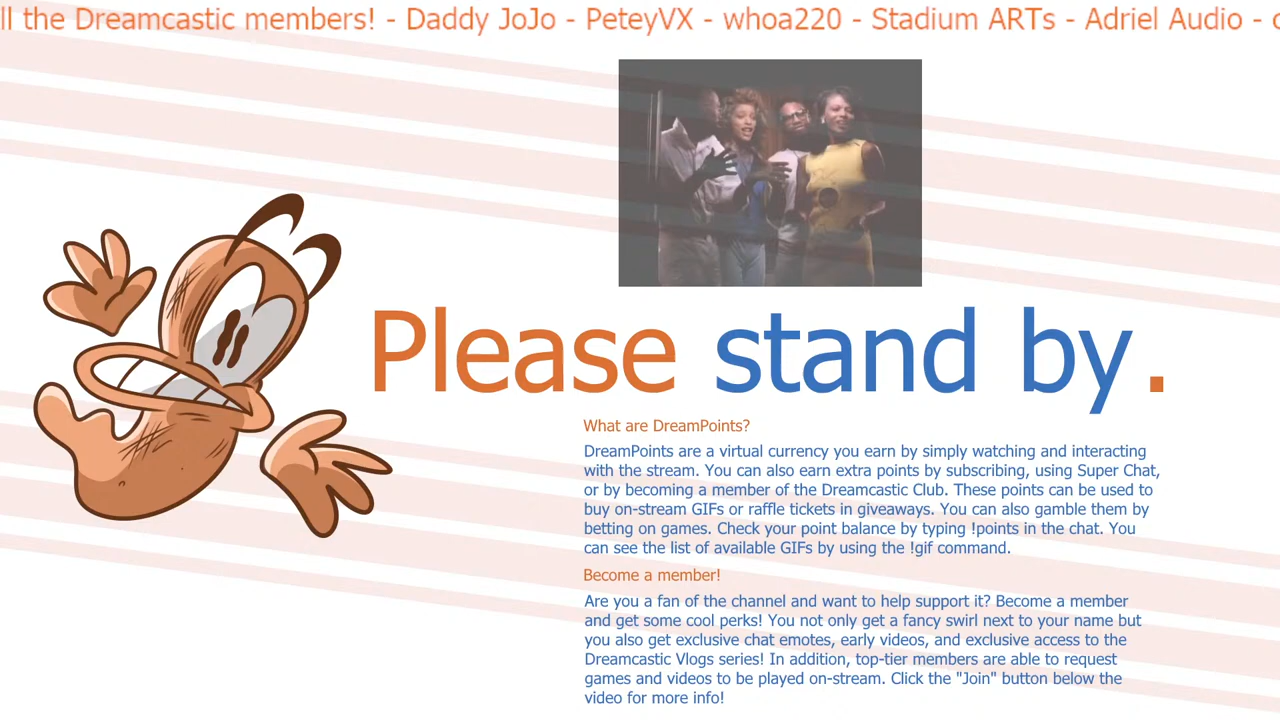 ll the Dreamcastic members! - Daddy JoJo - PeteyVX - whoa220 - Stadium ARTs - Adriel Audio -
Please stand by.
What are DreamPoints?
DreamPoints are a virtual currency you earn by simply watching and interacting
with the stream. You can also earn extra points by subscribing, using Super Chat,
or by becoming a member of the Dreamcastic Club. These points can be used to
buy on-stream GIFs or raffle tickets in giveaways. You can also gamble them by
betting on games. Check your point balance by typing !points in the chat. You
can see the list of available GIFs by using the !gif command.
Become a member!
Are you a fan of the channel and want to help support it? Become a member
and get some cool perks! You not only get a fancy swirl next to your name but
you also get exclusive chat emotes, early videos, and exclusive access to the
Dreamcastic Vlogs series! In addition, top-tier members are able to request
games and videos to be played on-stream. Click the "Join" button below the
video for more info!